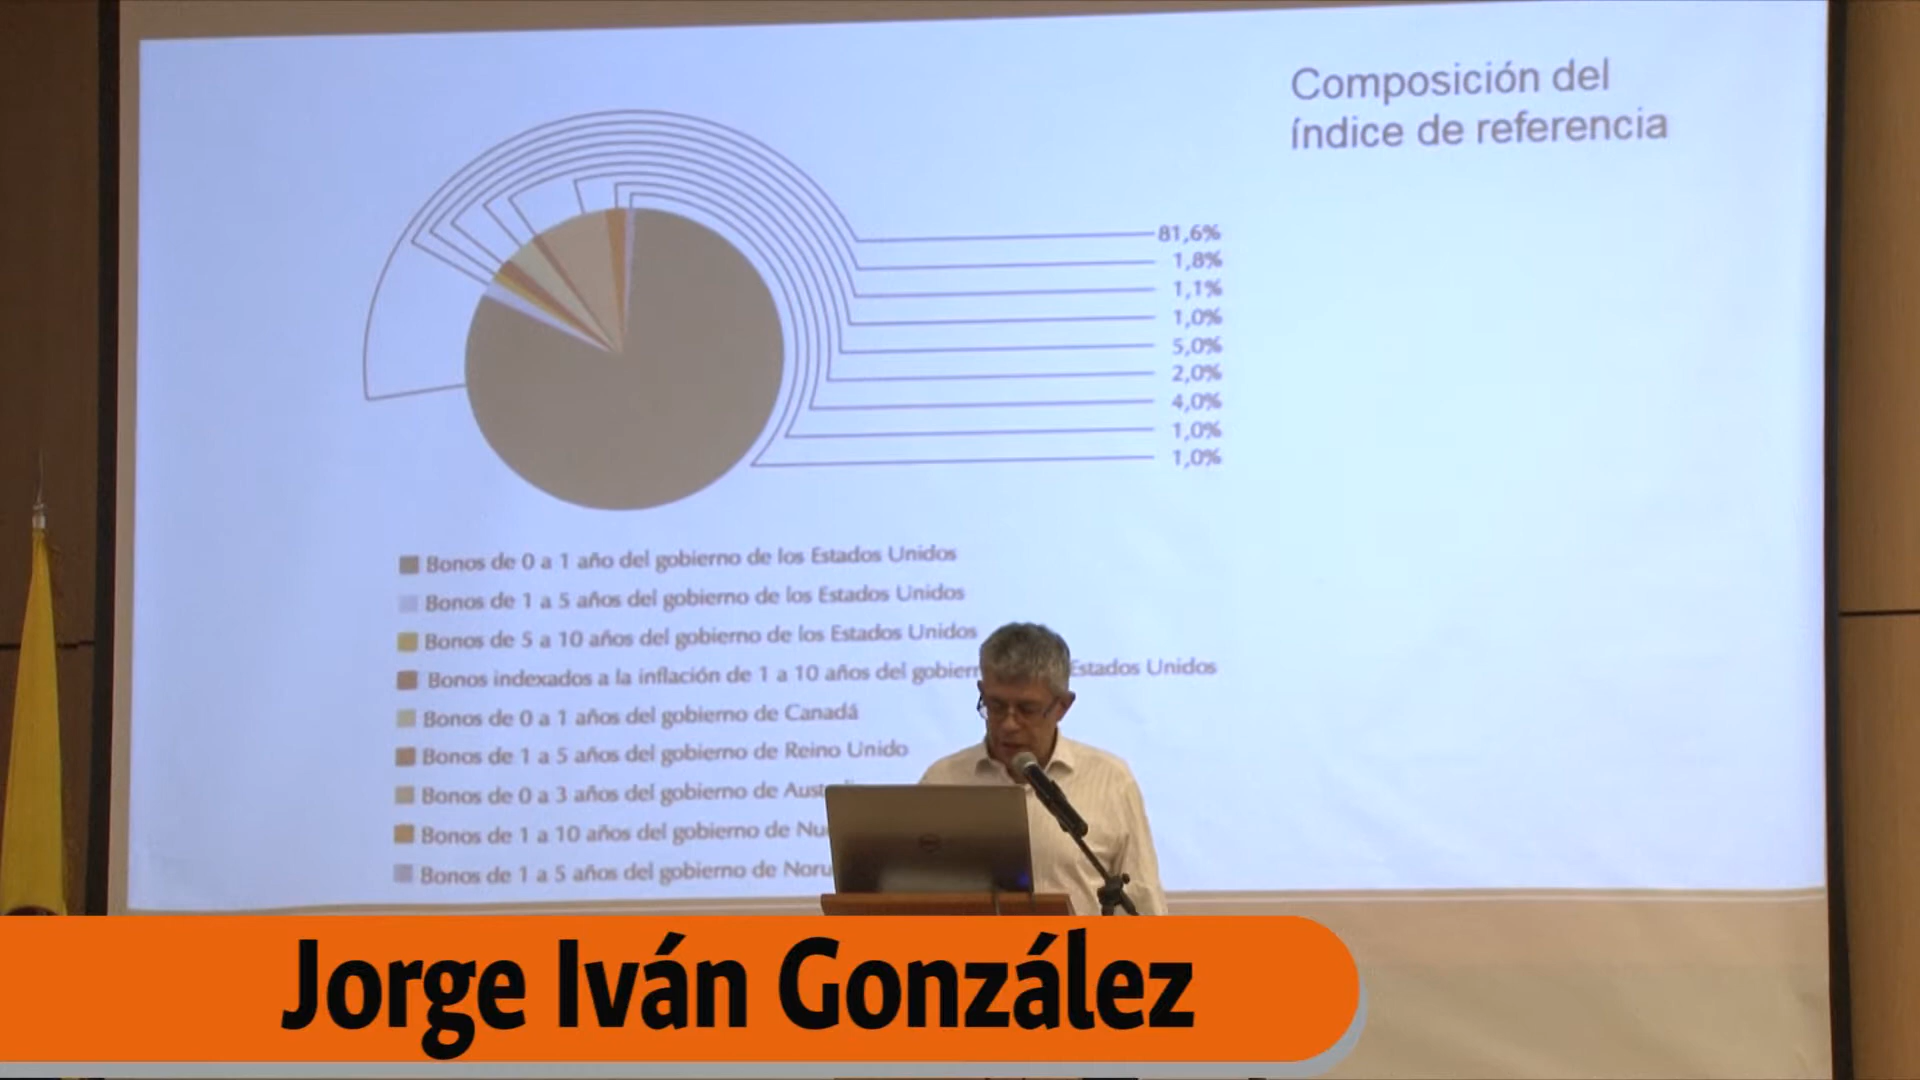 Composición del
índice de referencia
81,6%
1,8%
1,1%
1,0%
5,0%
2,0%
4,0%
1,0%
1,0%
Bonos de 0 a 1 año del gobierno de los Estados Unidos
Bonos de 1 a 5 años del gobierno de los Estados Unidos
Bonos de 5 a 10 años del gobierno de los Estados Unidos
Bonos indexados a la inflación de 1 a 10 años del Estados Unidos
Bonos de 0 a 1 años del gobierno de Canadá
Bonos de 1 a 5 años del gobierno de Reino Unido
Bonos de 0 a 3 años del gobierno de
Bonos de 1 a 10 años del gobierno de
Bonos de 1 a 5 años del gobierno de
DELL
Jorge Iván González